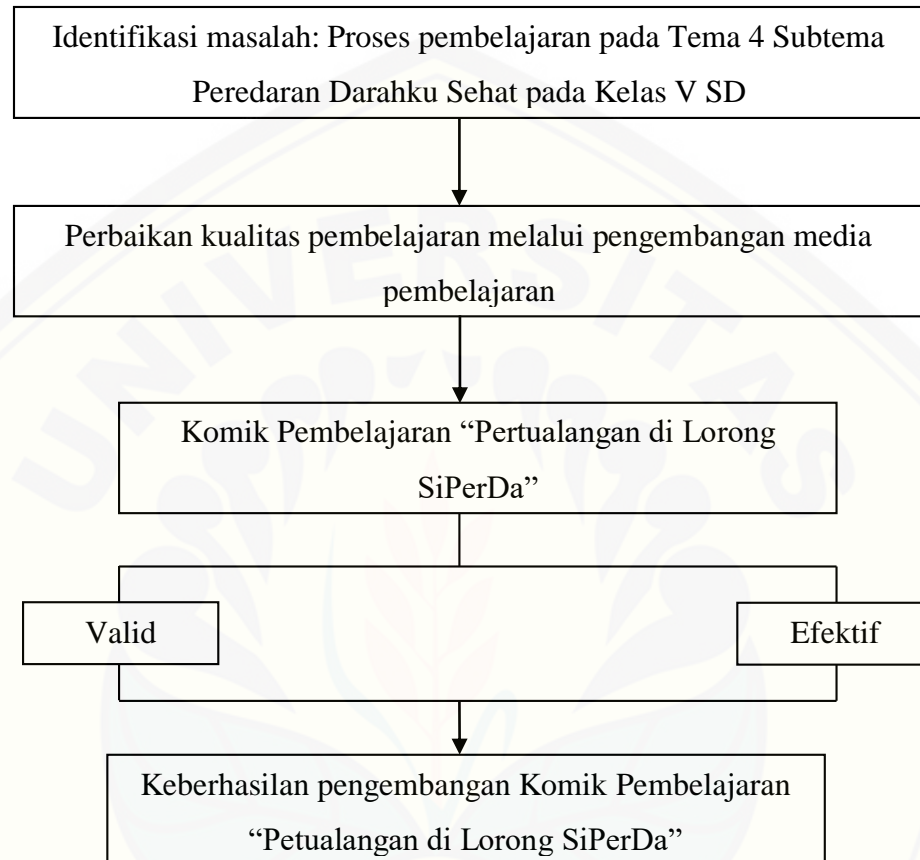 Identifikasi masalah: Proses pembelajaran pada Tema 4 Subtema
Peredaran Darahku Sehat pada Kelas V SD
Perbaikan kualitas pembelajaran melalui pengembangan media
pembelajaran
Komik Pembelajaran “Pertualangan di Lorong
SiPerDa”
Valid
Efektif
Keberhasilan pengembangan Komik Pembelajaran
“Petualangan di Lorong SiPerDa”
UNIVERSITAS